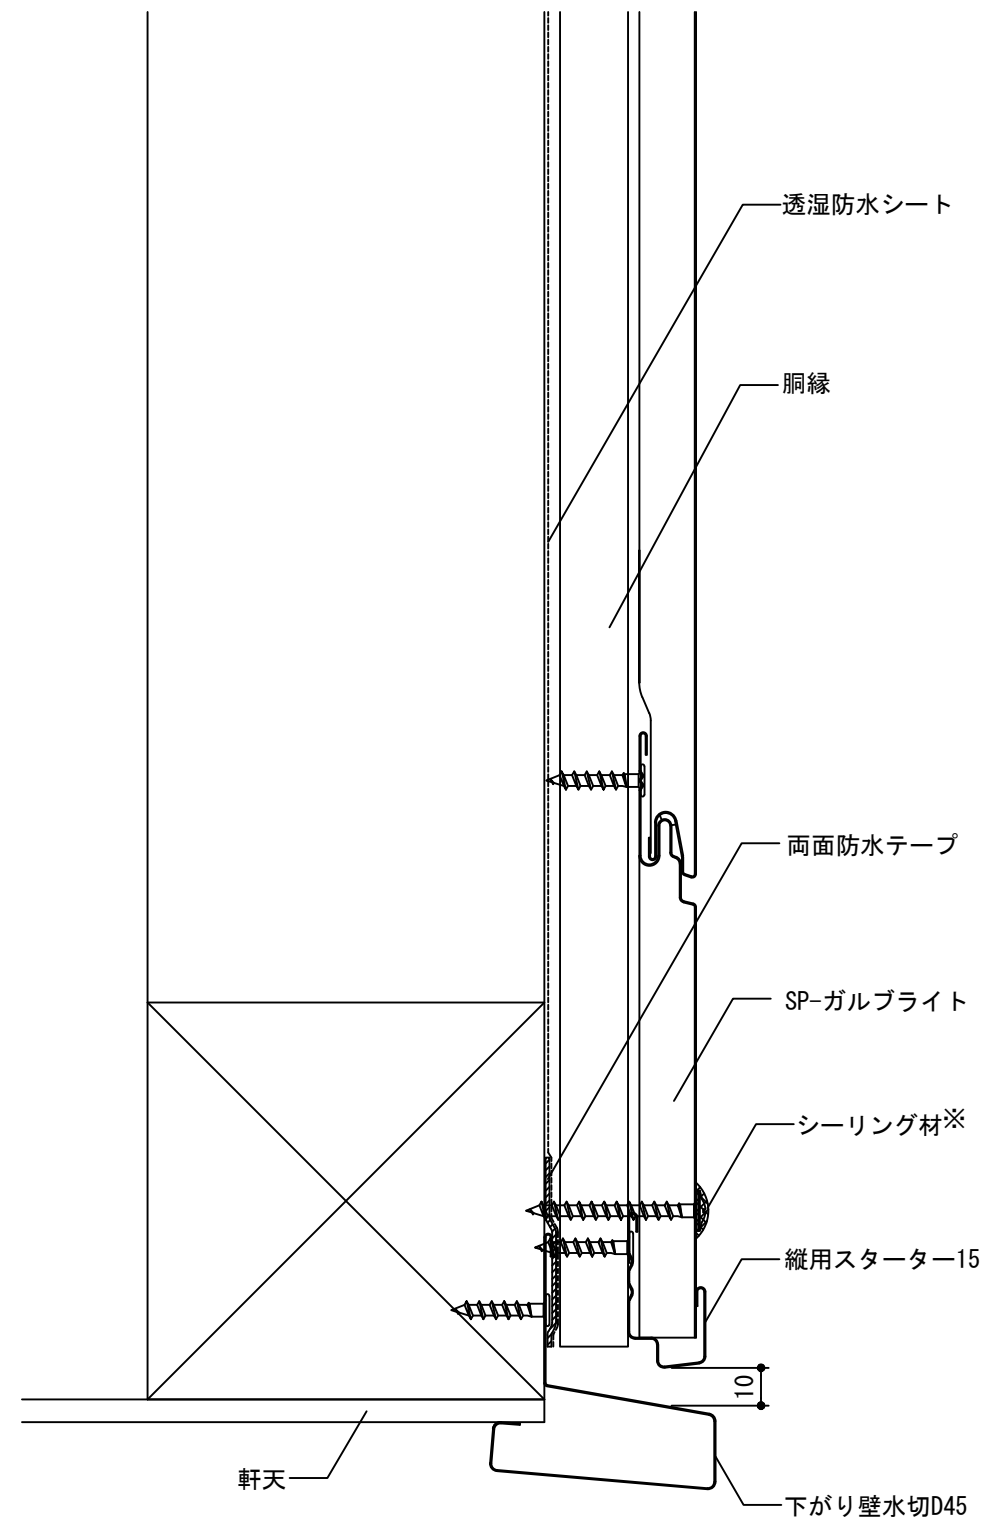 透湿防水シート
胴縁
両面防水テープ
SP-ガルブライト
シーリング材※
縦用スターター15
10
軒天
下がり壁水切D45